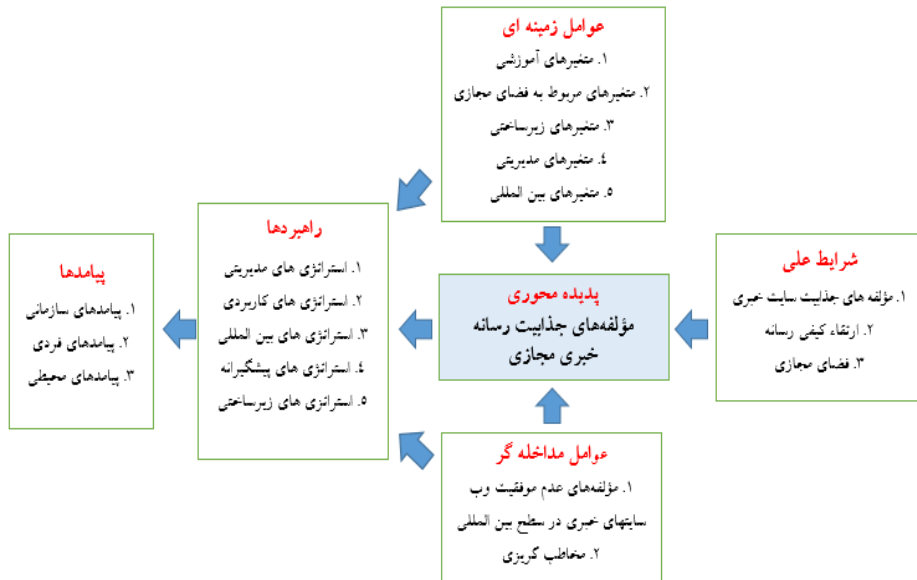 عوامل زمینه ای
۱. متغیرهای آموزشی
۲. متغیرهای مربوط به فضای مجازی
۳. متغیرهای زیرساختی
۴. متغیرهای مدیریتی
۵. متغیرهای بین المللی
شرایط علی
۱. مؤلفه های جذابیت سایت خبری
۲. ارتقاء کیفی رسانه
۳. فضای مجازی
پدیده محوری
مؤلفه‌های جذابیت رسانه
خبری مجازی
راهبردها
۱. استراتژی های مدیریتی
۲. استراتژی های کاربردی
۳. استراتژی های بین المللی
۴. استراتژی های پیشگیرانه
۵. استراتژی های زیرساختی
پیامدها
۱. پیامدهای سازمانی
۲. پیامدهای فردی
۳. پیامدهای محیطی
عوامل مداخله گر
۱. مؤلفه‌های عدم موفقیت وب
سایتهای خبری در سطح بین المللی
۲. مخاطب گریزی